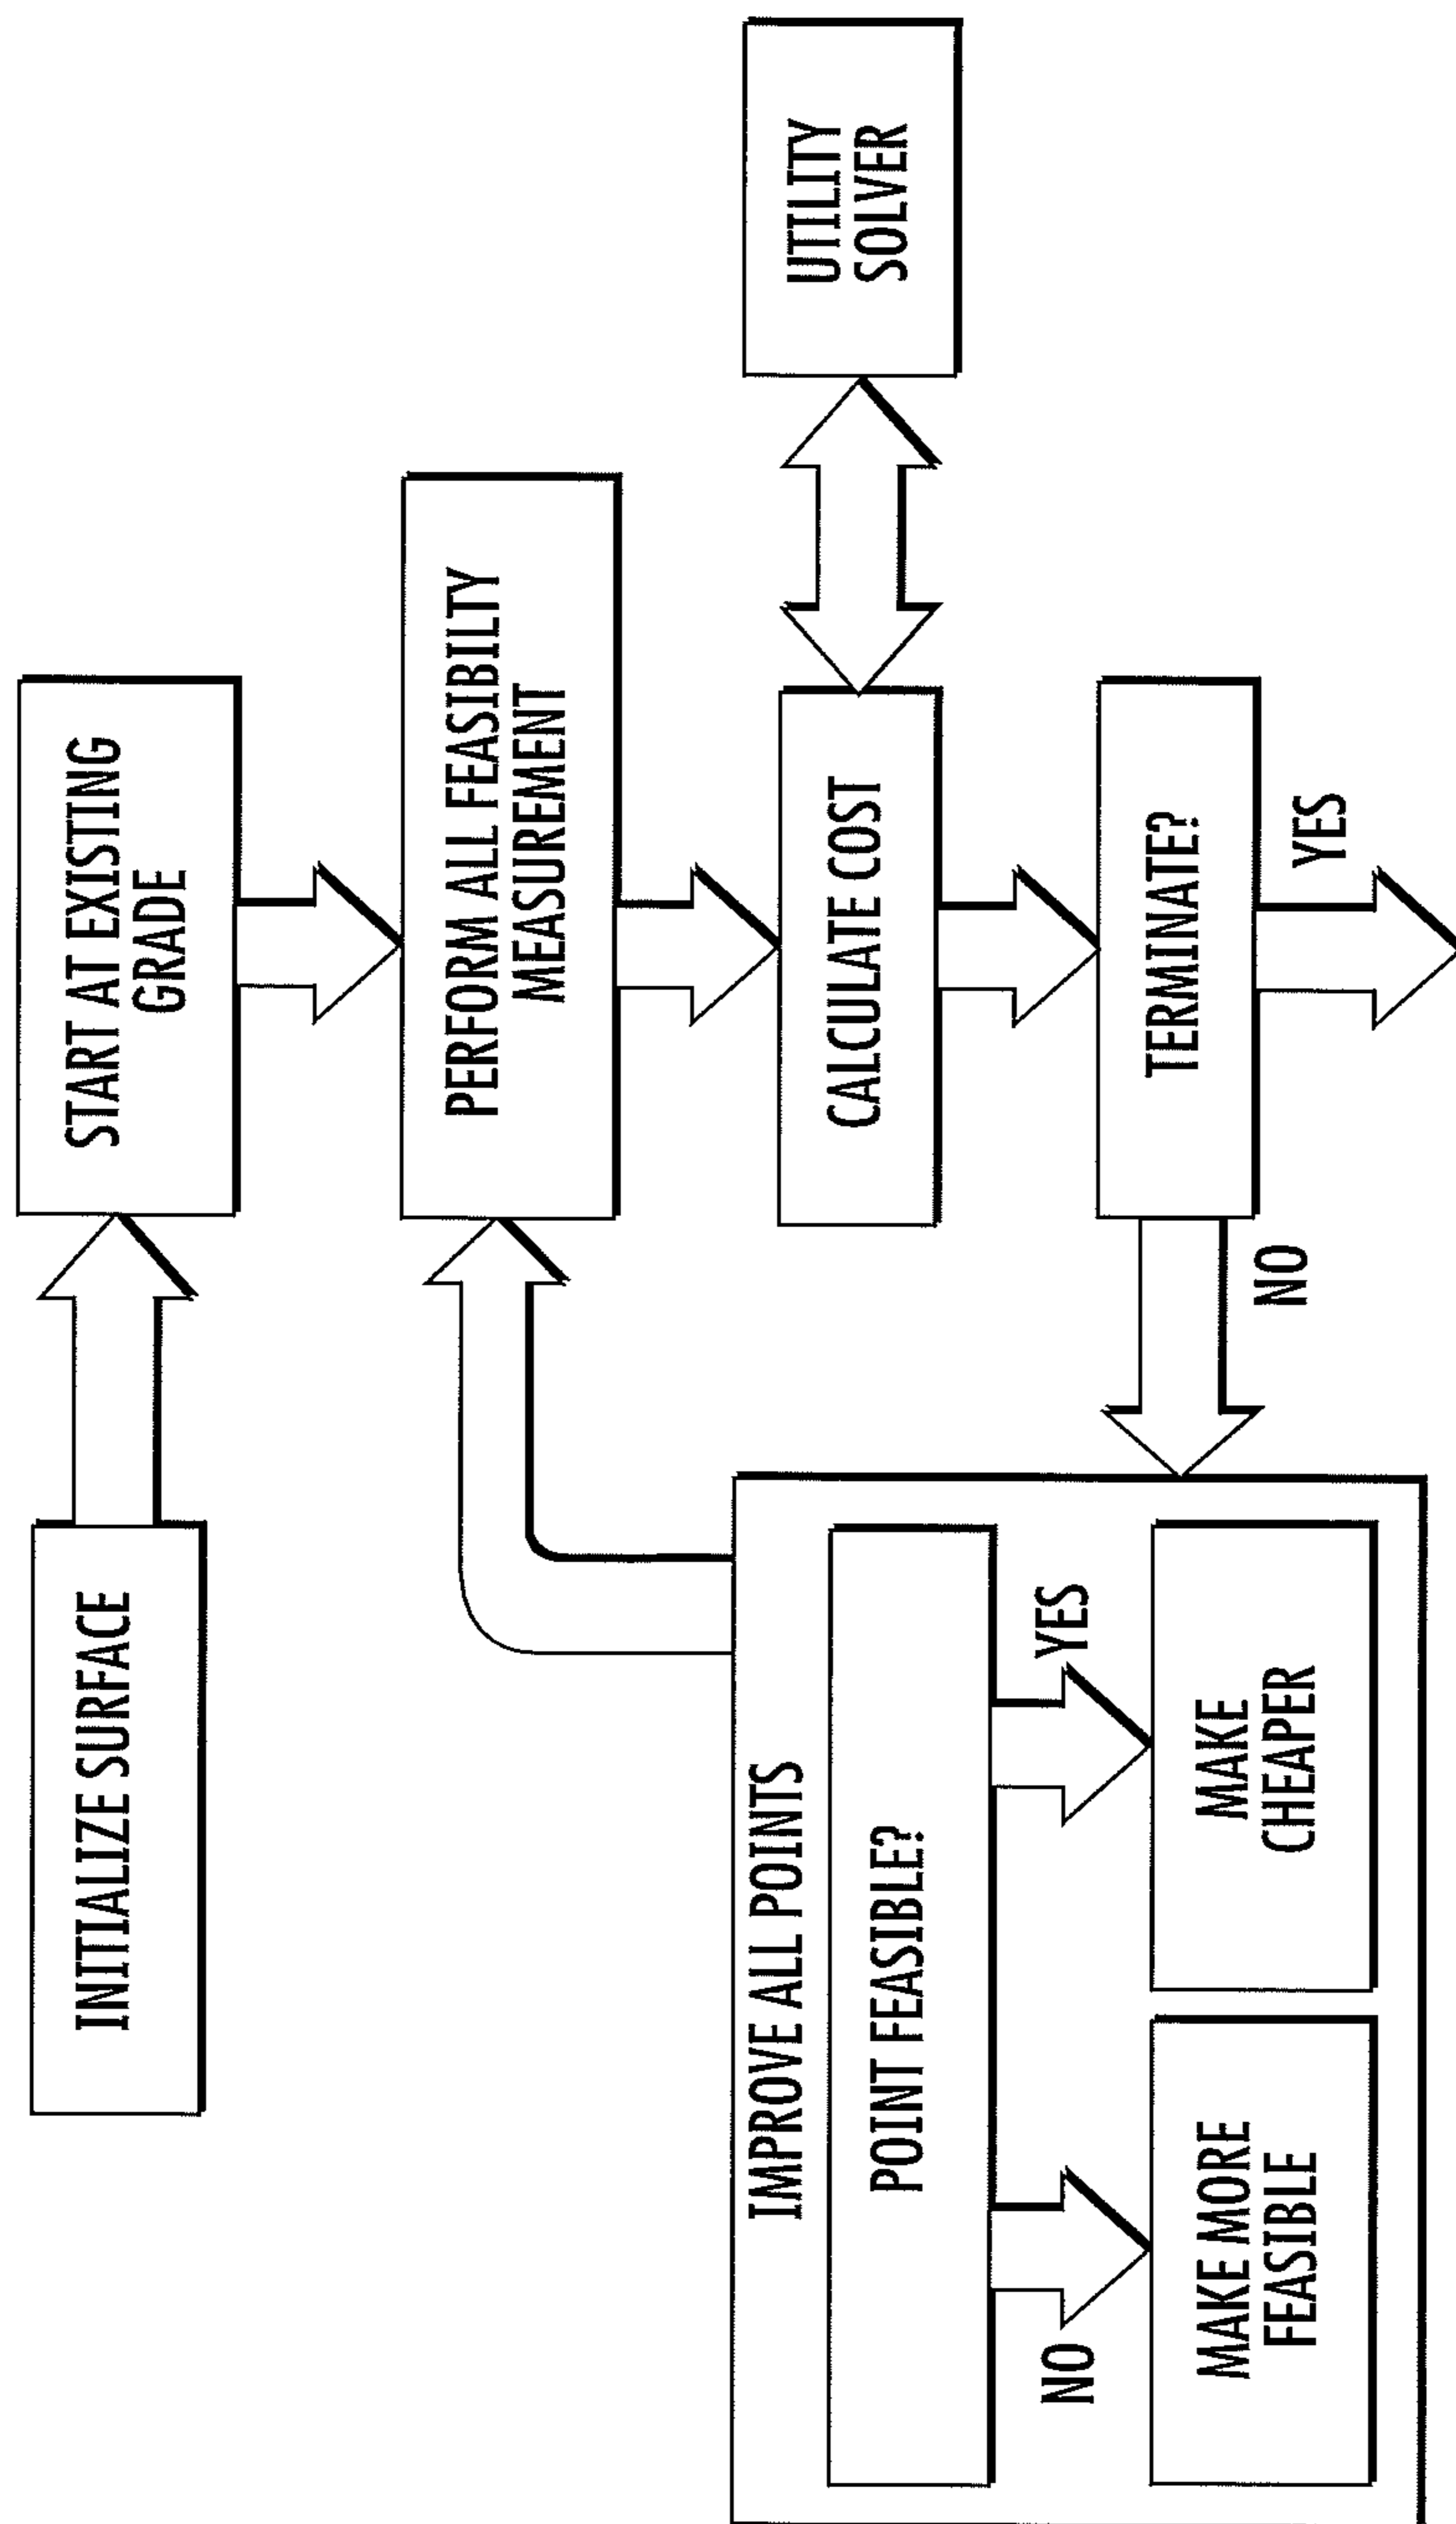 INITIALIZE SURFACE
START AT EXISTING
GRADE
PERFORM ALL FEASIBILTY
MEASUREMENT
CALCULATE COST
UTILITY
SOLVER
TERMINATE?
YES
NO
IMPROVE ALL POINTS
POINT FEASIBLE?
NO
YES
MAKE MORE
FEASIBLE
MAKE
CHEAPER